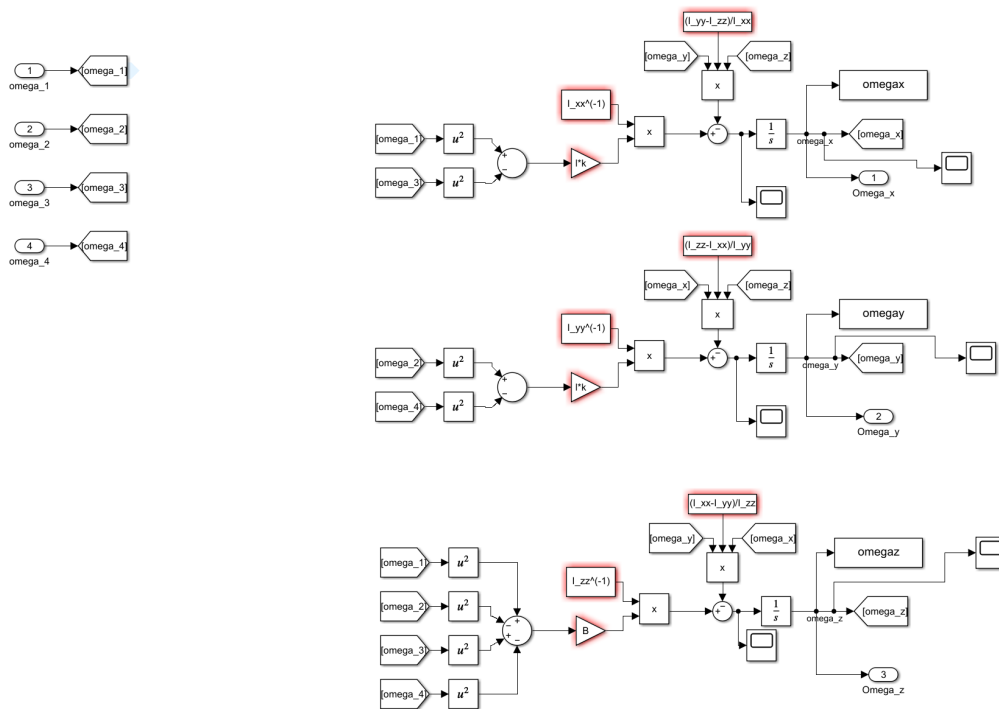 1
omega_1
[omega_1]
2
omega_2
[omega_2]
3
omega_3
[omega_3]
4
omega_4
[omega_4]
(I_yy-I_zz)/I_xx
[omega_y]
[omega_z]
x
I_xx^(-1)
x
+
−
[omega_1]
u²
[omega_3]
u²
+
−
l*k
1
s
omega_x
omegax
[omega_x]
1
Omega_x
(I_zz-I_xx)/I_yy
[omega_x]
[omega_z]
x
I_yy^(-1)
x
+
−
[omega_2]
u²
[omega_4]
u²
+
−
l*k
1
s
omega_y
omegay
[omega_y]
2
Omega_y
(I_xx-I_yy)/I_zz
[omega_y]
[omega_x]
x
I_zz^(-1)
x
+
−
[omega_1]
u²
[omega_2]
u²
[omega_3]
u²
[omega_4]
u²
+
−
+
−
B
1
s
omega_z
omegaz
[omega_z]
3
Omega_z